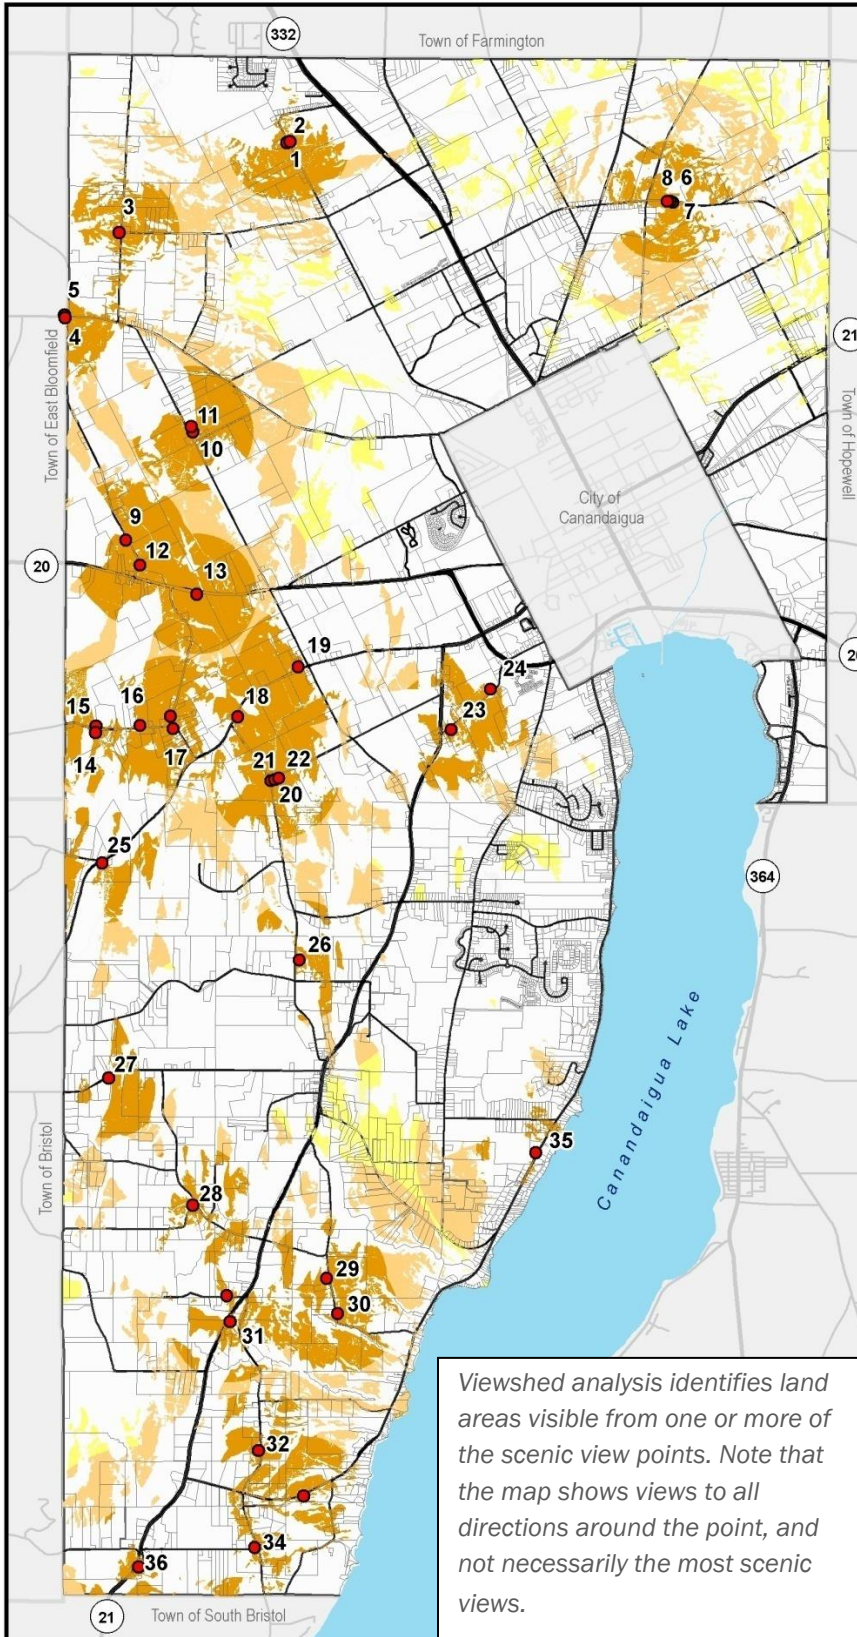 332
Town of Farmington
2
1
8 6
7
3
5
4
21
Town of East Bloomfield
Town of Hopewell
11
10
City of
Canandaigua
9
12
20
13
19
20
24
18
15
16
23
17
14
21
22
20
25
364
26
Canandaigua Lake
27
35
Town of Bristol
28
29
30
31
Viewshed analysis identifies land
areas visible from one or more of
the scenic view points. Note that
the map shows views to all
directions around the point, and
not necessarily the most scenic
views.
32
34
36
21
Town of South Bristol